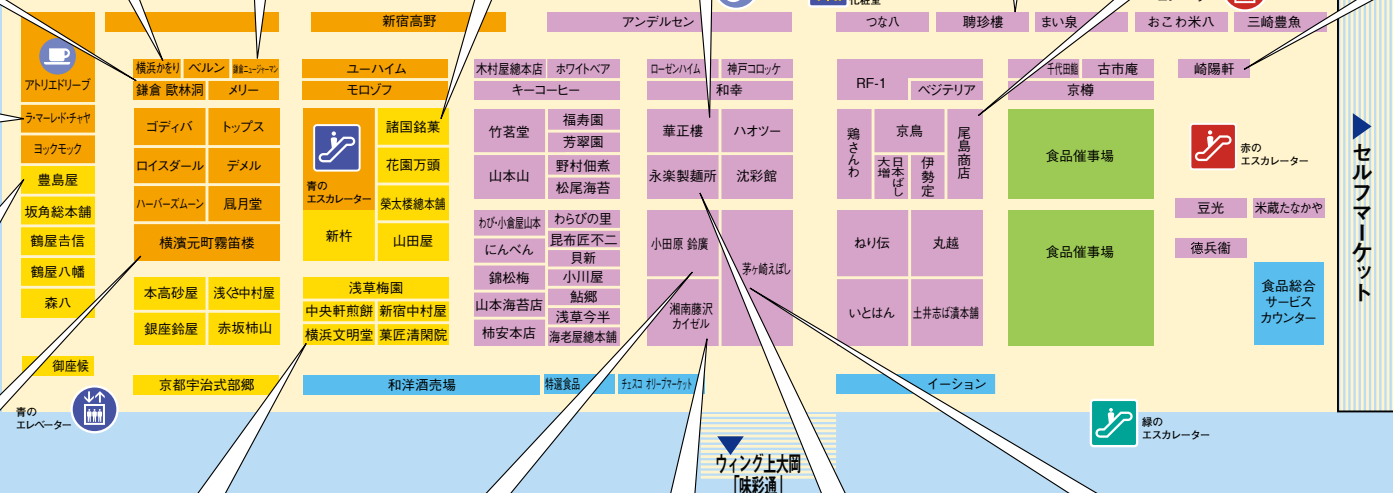 化粧室
新宿高野
アンデルセン
つな八
聘珍樓
まい泉
おこわ米八
三崎豊魚
アトリエドリーブ
横浜かをり
ベルン
鎌倉ニュージャーマン
ユーハイム
木村屋總本店
ホワイトベア
ローゼンハイム
神戸コロッケ
RF-1
千代田鮨
古市庵
崎陽軒
鎌倉 歐林洞
メリー
モロゾフ
キーコーヒー
和幸
ベジテリア
京樽
ラ・マーレ・ド・チャヤ
ゴディバ
トップス
諸国銘菓
竹茗堂
福寿園
芳翠園
華正樓
ハオツー
鶏さんわ
京鳥
尾島商店
食品催事場
赤の
エスカレーター
ヨックモック
ロイスダール
デメル
花園万頭
山本山
野村佃煮
松尾海苔
永楽製麺所
沈彩館
日本ばし
大増
伊勢定
豊島屋
青の
エスカレーター
坂角総本舗
ハーバーズムーン
凮月堂
榮太楼總本舗
わび・小倉屋山本
わらびの里
小田原 鈴廣
茅ヶ崎えぼし
ねり伝
丸越
食品催事場
豆光
米蔵たなかや
鶴屋吉信
横濱元町霧笛楼
新杵
山田屋
にんべん
昆布匠不二
貝新
徳兵衞
鶴屋八幡
錦松梅
小川屋
森八
本高砂屋
浅草中村屋
浅草梅園
山本海苔店
鮎郷
湘南藤沢
カイゼル
いとはん
土井志ば漬本舗
食品総合
サービス
カウンター
中央軒煎餅
新宿中村屋
浅草今半
銀座鈴屋
赤坂柿山
横浜文明堂
菓匠清閑院
柿安本店
海老屋總本舗
御座候
京都宇治式部郷
和洋酒売場
特選食品
チェスコ オリーブマーケット
イーション
セルフマーケット
青の
エレベーター
緑の
エスカレーター
ウィング上大岡
「味彩通」